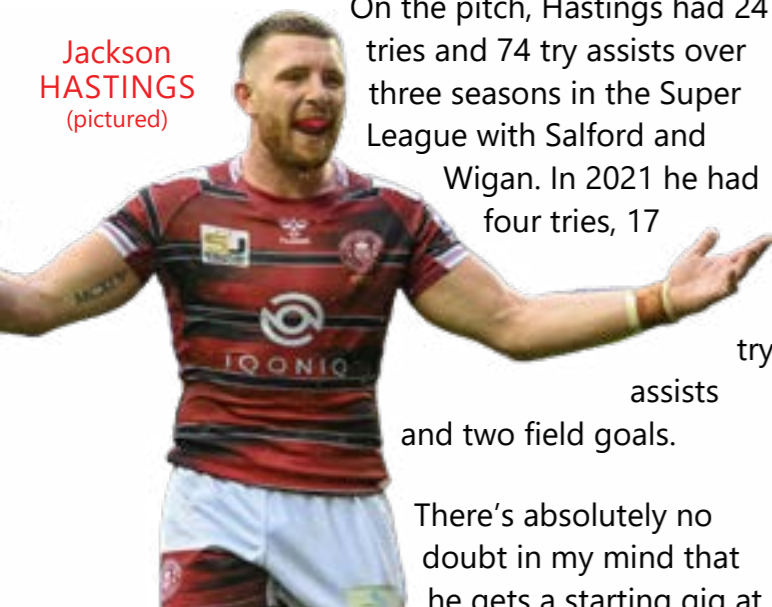 Jackson
HASTINGS
(pictured)
On the pitch, Hastings had 24
tries and 74 try assists over
three seasons in the Super
League with Salford and
Wigan. In 2021 he had
four tries, 17
try
assists
and two field goals.
There’s absolutely no
doubt in my mind that
he gets a starting gig at
IQONIQ